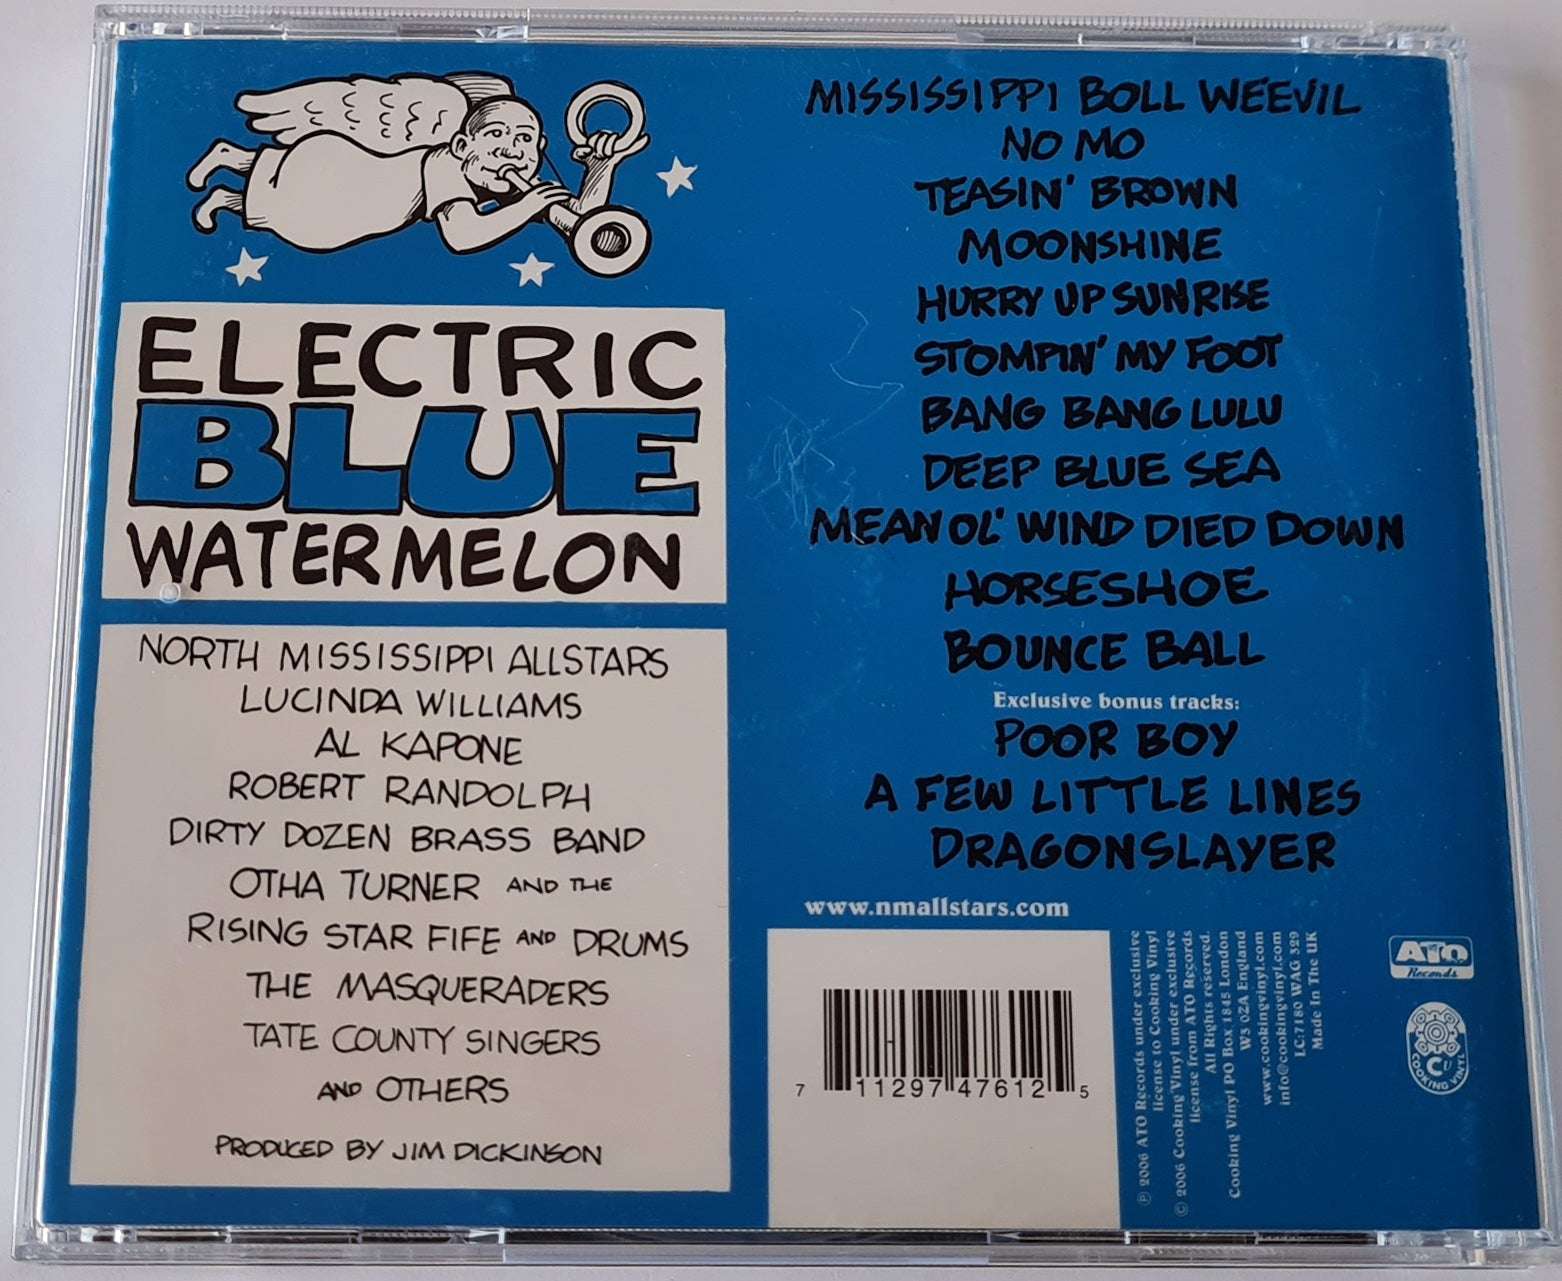 ELECTRIC
BLUE
WATERMELON
NORTH MISSISSIPPI ALLSTARS
LUCINDA WILLIAMS
AL KAPONE
ROBERT RANDOLPH
DIRTY DOZEN BRASS BAND
OTHA TURNER AND THE
RISING STAR FIFE AND DRUMS
THE MASQUERADERS
TATE COUNTY SINGERS
AND OTHERS
PRODUCED BY JIM DICKINSON
MISSISSIPPI BOLL WEEVIL
NO MO
TEASIN' BROWN
MOONSHINE
HURRY UP SUNRISE
STOMPIN' MY FOOT
BANG BANG LULU
DEEP BLUE SEA
MEAN OL' WIND DIED DOWN
HORSESHOE
BOUNCE BALL
Exclusive bonus tracks:
POOR BOY
A FEW LITTLE LINES
DRAGONSLAYER
www.nmallstars.com
7 11297 47612 5
℗ 2006 ATO Records under exclusive
license to Cooking Vinyl
© 2006 Cooking Vinyl under exclusive
license from ATO Records
All Rights reserved.
Cooking Vinyl PO Box 1845 London
W3 0ZA England
www.cookingvinyl.com
info@cookingvinyl.com
LC:7180 WAG 329
Made In The UK
ATO
Records
COOKING VINYL